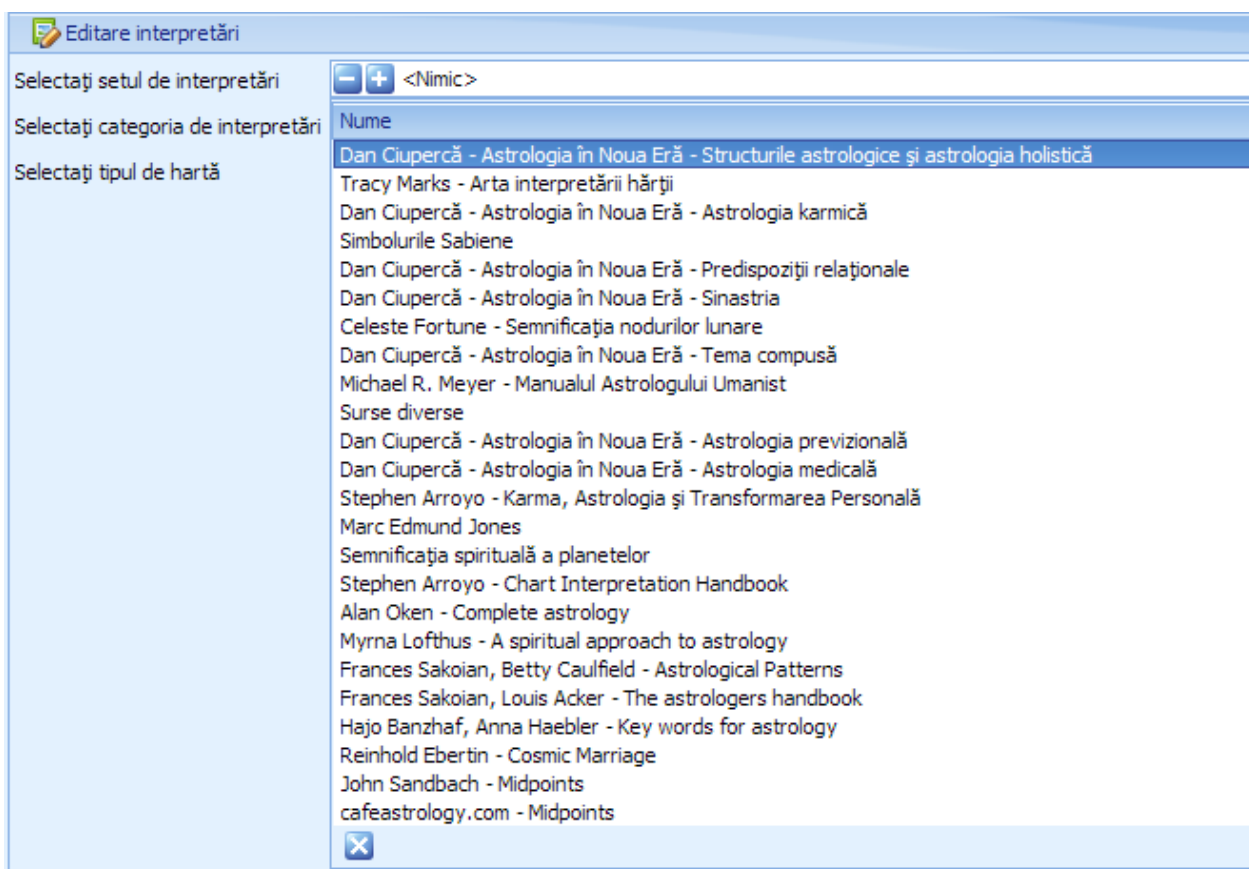 Editare interpretări
Selectaţi setul de interpretări
<Nimic>
Selectaţi categoria de interpretări
Selectaţi tipul de hartă
Nume
Dan Ciupercă - Astrologia în Noua Eră - Structurile astrologice şi astrologia holistică
Tracy Marks - Arta interpretării hărţii
Dan Ciupercă - Astrologia în Noua Eră - Astrologia karmică
Simbolurile Sabiene
Dan Ciupercă - Astrologia în Noua Eră - Predispoziţii relaţionale
Dan Ciupercă - Astrologia în Noua Eră - Sinastria
Celeste Fortune - Semnificaţia nodurilor lunare
Dan Ciupercă - Astrologia în Noua Eră - Tema compusă
Michael R. Meyer - Manualul Astrologului Umanist
Surse diverse
Dan Ciupercă - Astrologia în Noua Eră - Astrologia previzională
Dan Ciupercă - Astrologia în Noua Eră - Astrologia medicală
Stephen Arroyo - Karma, Astrologia şi Transformarea Personală
Marc Edmund Jones
Semnificaţia spirituală a planetelor
Stephen Arroyo - Chart Interpretation Handbook
Alan Oken - Complete astrology
Myrna Lofthus - A spiritual approach to astrology
Frances Sakoian, Betty Caulfield - Astrological Patterns
Frances Sakoian, Louis Acker - The astrologers handbook
Hajo Banzhaf, Anna Haebler - Key words for astrology
Reinhold Ebertin - Cosmic Marriage
John Sandbach - Midpoints
cafeastrology.com - Midpoints